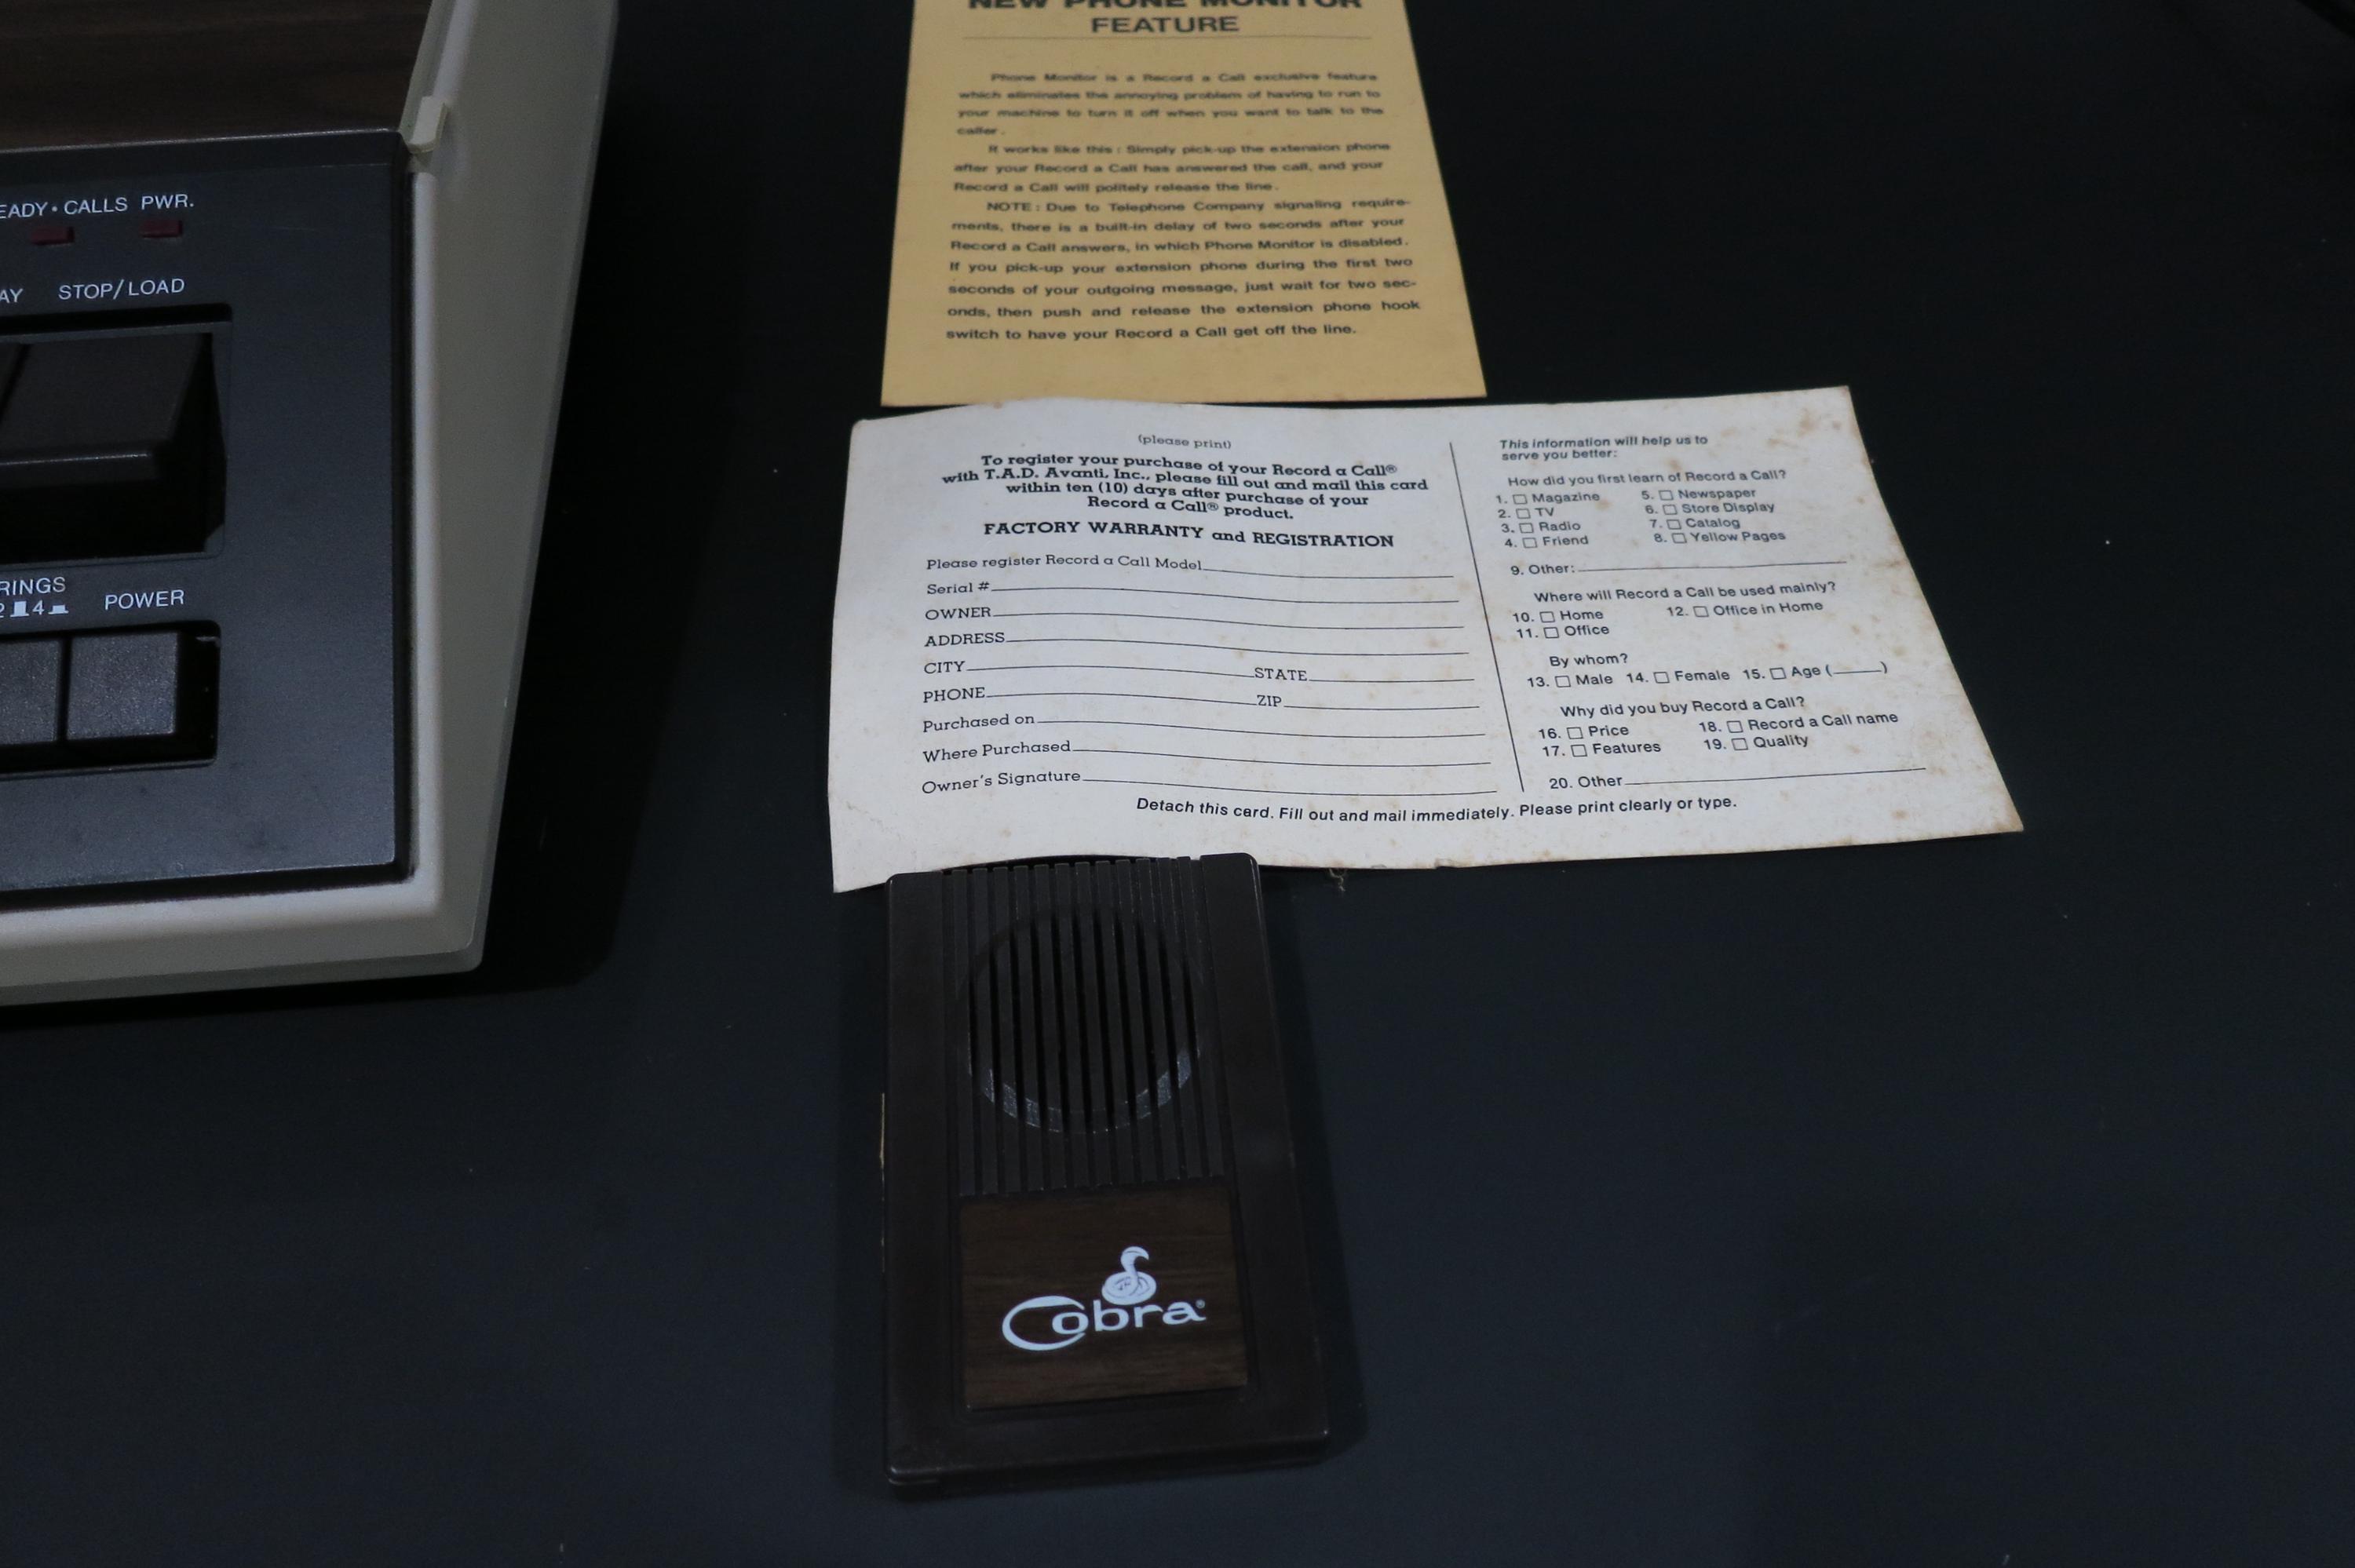 EADY • CALLS PWR.
AY STOP/LOAD
RINGS
2 4 POWER
NEW PHONE MONITOR
FEATURE
Phone Monitor is a Record a Call exclusive feature
which eliminates the annoying problem of having to run to
your machine to turn it off when you want to talk to the
caller.
It works like this : Simply pick-up the extension phone
after your Record a Call has answered the call, and your
Record a Call will politely release the line.
NOTE : Due to Telephone Company signaling require-
ments, there is a built-in delay of two seconds after your
Record a Call answers, in which Phone Monitor is disabled.
If you pick-up your extension phone during the first two
seconds of your outgoing message, just wait for two sec-
onds, then push and release the extension phone hook
switch to have your Record a Call get off the line.
(please print)
To register your purchase of your Record a Call®
with T.A.D. Avanti, Inc., please fill out and mail this card
within ten (10) days after purchase of your
Record a Call® product.
FACTORY WARRANTY and REGISTRATION
Please register Record a Call Model
Serial #
OWNER
ADDRESS
CITY STATE
PHONE ZIP
Purchased on
Where Purchased
Owner's Signature
This information will help us to
serve you better:
How did you first learn of Record a Call?
1. Magazine 5. Newspaper
2. TV 6. Store Display
3. Radio 7. Catalog
4. Friend 8. Yellow Pages
9. Other:
Where will Record a Call be used mainly?
10. Home 12. Office in Home
11. Office
By whom?
13. Male 14. Female 15. Age ( )
Why did you buy Record a Call?
16. Price 18. Record a Call name
17. Features 19. Quality
20. Other
Detach this card. Fill out and mail immediately. Please print clearly or type.
Cobra®